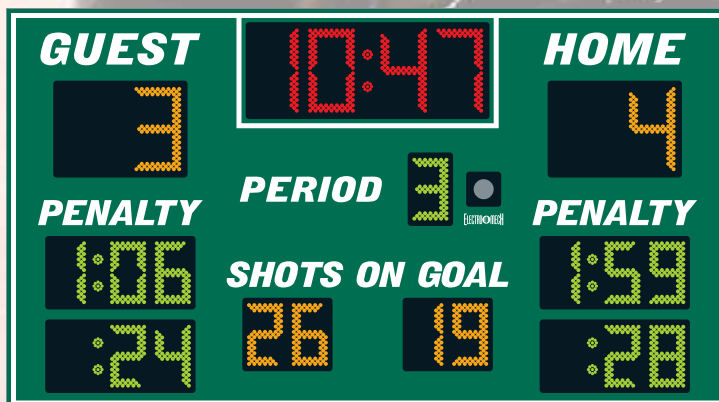 GUEST 10:47 HOME
3 4
PERIOD 3
ELECTRO-MECH
PENALTY PENALTY
1:06 1:59
SHOTS ON GOAL
26 19
:24 :28